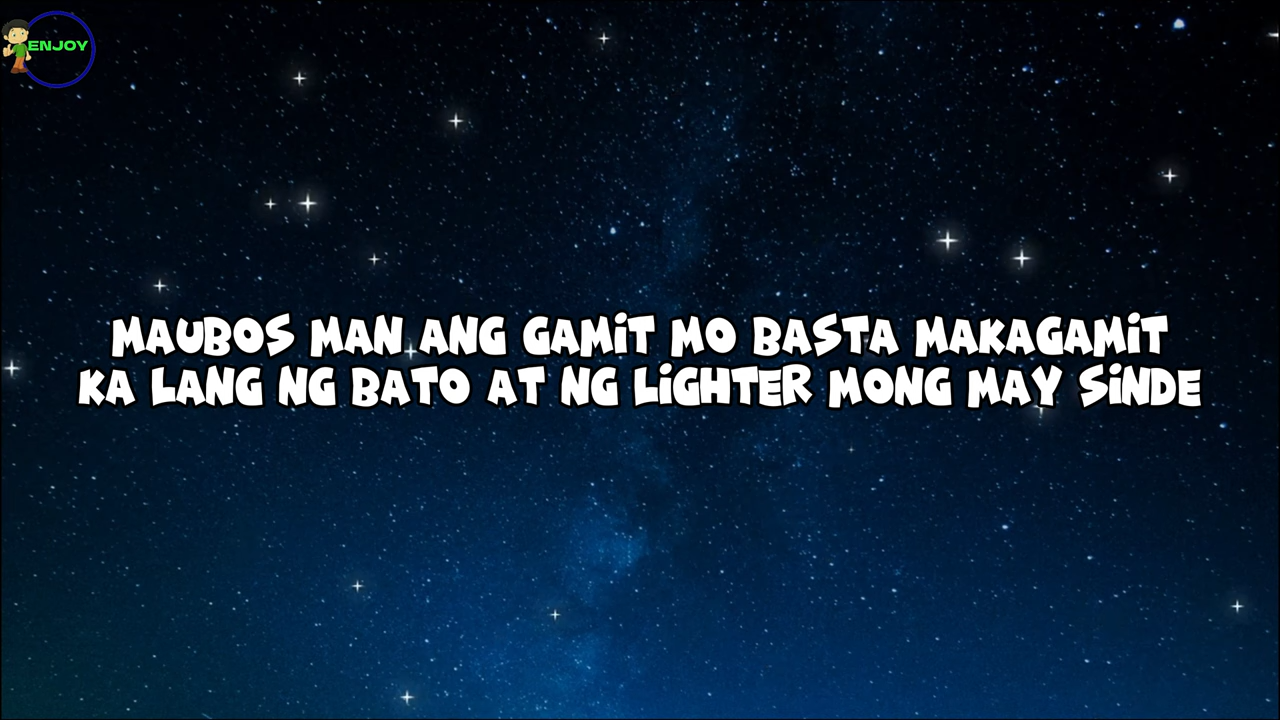 ENJOY
MAUBOS MAN ANG GAMiT MO BASTA MAKAGAMiT
KA LANG NG BATO AT NG LiGHTER MONG MAY SiNDE